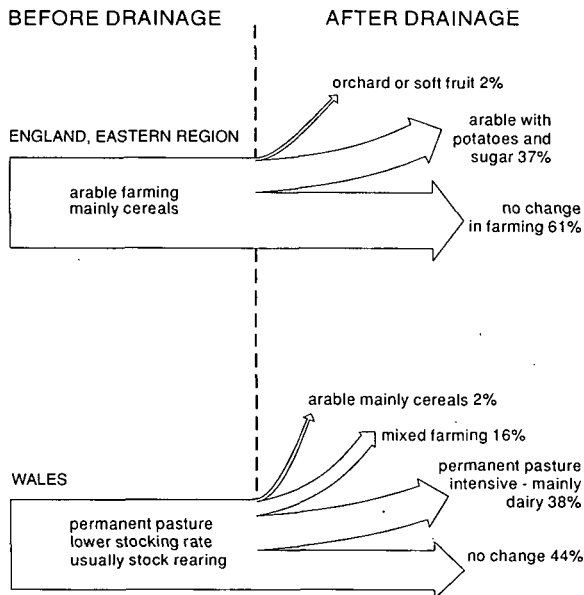 BEFORE DRAINAGE
AFTER DRAINAGE
orchard or soft fruit 2%
ENGLAND, EASTERN REGION
arable with
potatoes and
sugar 37%
arable farming
mainly cereals
no change
in farming 61%
arable mainly cereals 2%
mixed farming 16%
WALES
permanent pasture
intensive - mainly
dairy 38%
permanent pasture
lower stocking rate
usually stock rearing
no change 44%